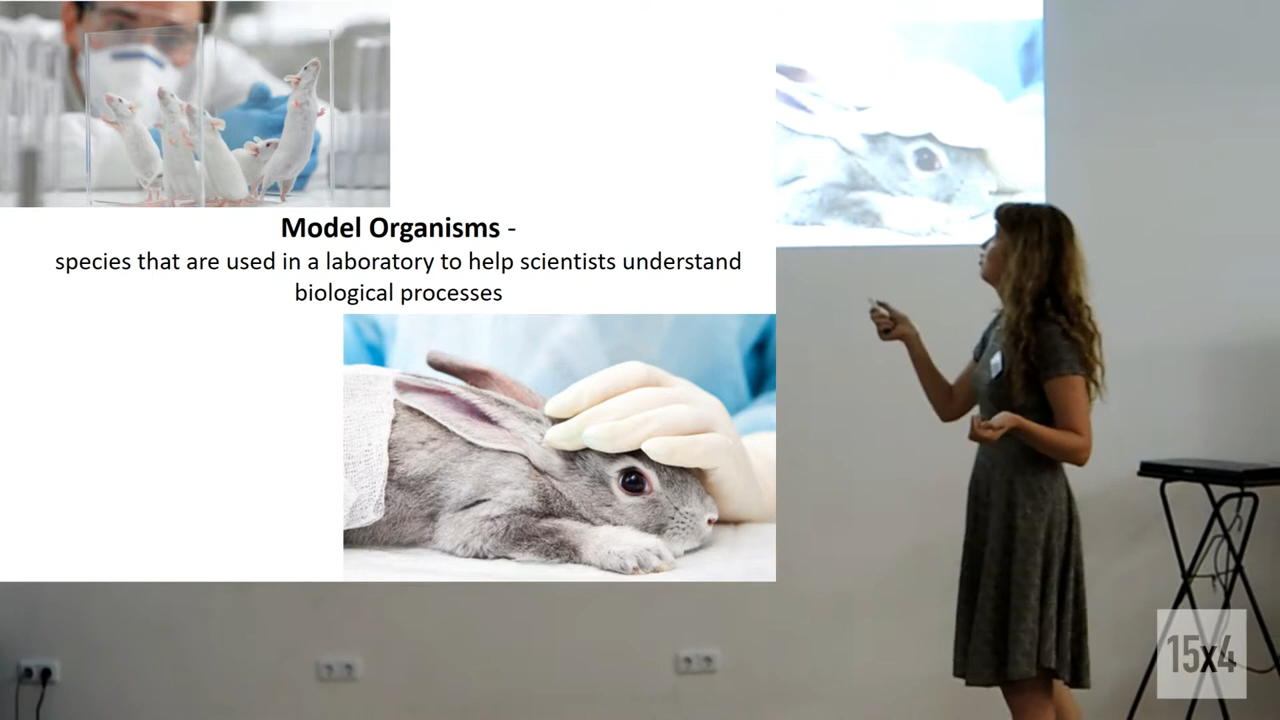 Model Organisms -
species that are used in a laboratory to help scientists understand
biological processes
15x4